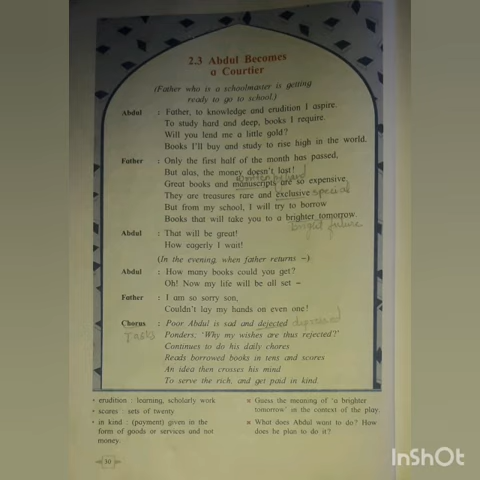 2.3 Abdul Becomes
a Courtier
(Father who is a schoolmaster is getting
ready to go to school.)
Abdul : Father, to knowledge and erudition I aspire.
To study hard and deep, books I require.
Will you lend me a little gold?
Books I'll buy and study to rise high in the world.
Father : Only the first half of the month has passed,
But alas, the money doesn't last!
written by hand
Great books and manuscripts are so expensive,
They are treasures rare and exclusive special
But from my school, I will try to borrow
Books that will take you to a brighter tomorrow.
bright future
Abdul : That will be great!
How eagerly I wait!
(In the evening, when father returns –)
Abdul : How many books could you get?
Oh! Now my life will be all set –
Father : I am so sorry son,
Couldn't lay my hands on even one!
Chorus : Poor Abdul is sad and dejected depressed
Tasks Ponders, 'Why my wishes are thus rejected?'
Continues to do his daily chores
Reads borrowed books in tens and scores
An idea then crosses his mind
To serve the rich, and get paid in kind
• erudition : learning, scholarly work
• scores : sets of twenty
• in kind : (payment) given in the
form of goods or services and not
money.
Guess the meaning of 'a brighter
tomorrow' in the context of the play.
What does Abdul want to do? How
does he plan to do it?
30
InShOt